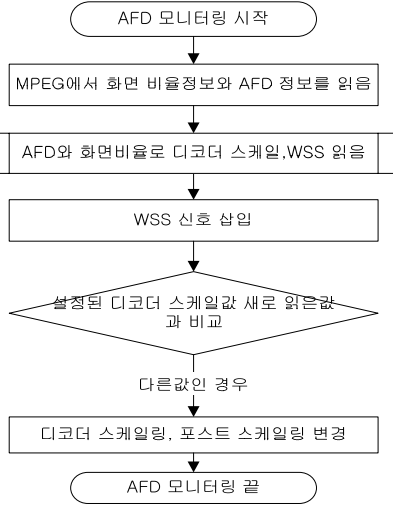 AFD 모니터링 시작
MPEG에서 화면 비율정보와 AFD 정보를 읽음
AFD와 화면비율로 디코더 스케일,WSS 읽음
WSS 신호 삽입
설정된 디코더 스케일값 새로 읽은값
과 비교
다른값인 경우
디코더 스케일링, 포스트 스케일링 변경
AFD 모니터링 끝